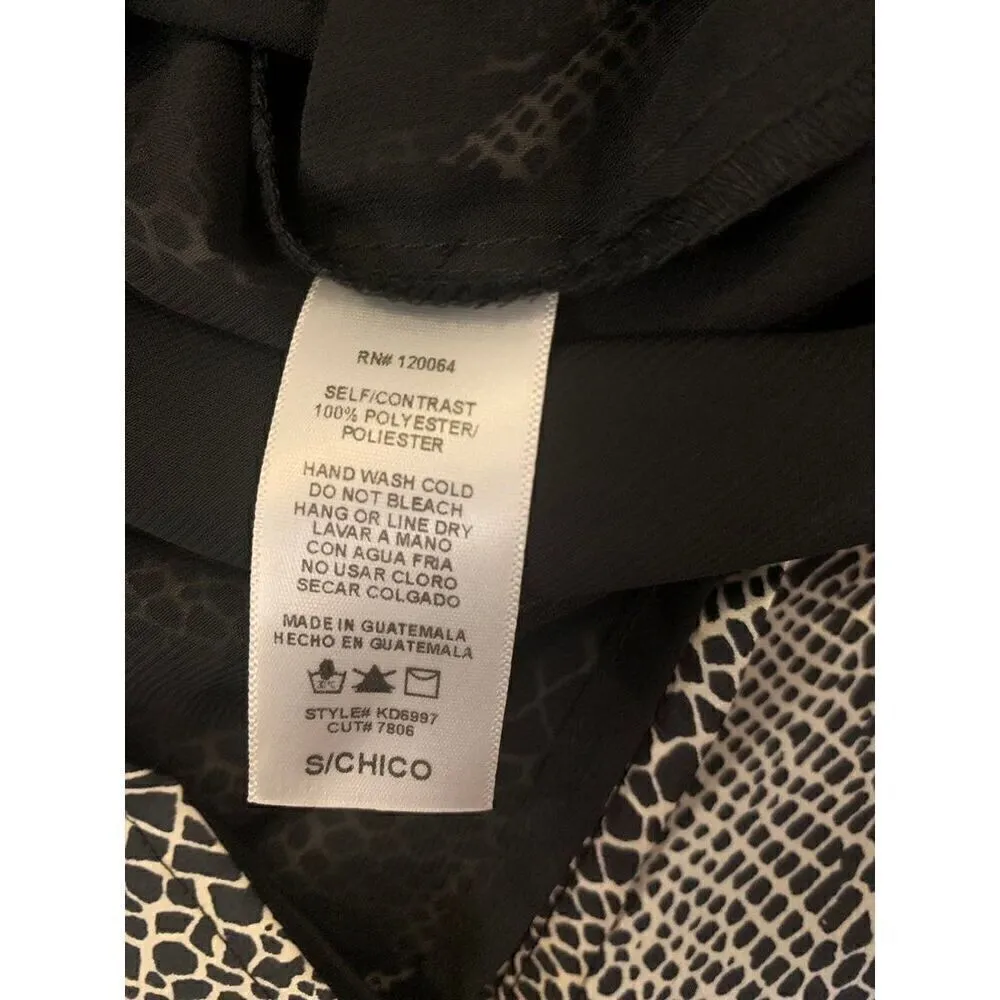 RN# 120064
SELF/CONTRAST
100% POLYESTER/
POLIESTER
HAND WASH COLD
DO NOT BLEACH
HANG OR LINE DRY
LAVAR A MANO
CON AGUA FRIA
NO USAR CLORO
SECAR COLGADO
MADE IN GUATEMALA
HECHO EN GUATEMALA
STYLE# KD6997
CUT# 7806
S/CHICO